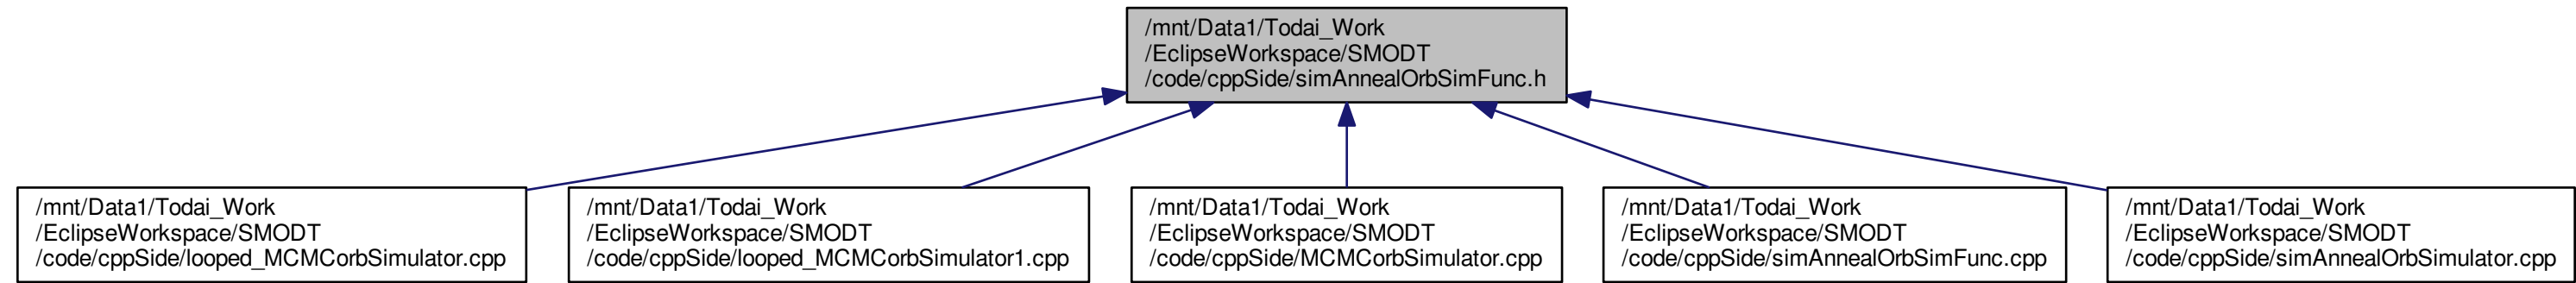 /mnt/Data1/Todai_Work
/EclipseWorkspace/SMODT
/code/cppSide/simAnnealOrbSimFunc.h
/mnt/Data1/Todai_Work
/EclipseWorkspace/SMODT
/code/cppSide/looped_MCMCorbSimulator.cpp
/mnt/Data1/Todai_Work
/EclipseWorkspace/SMODT
/code/cppSide/looped_MCMCorbSimulator1.cpp
/mnt/Data1/Todai_Work
/EclipseWorkspace/SMODT
/code/cppSide/MCMCorbSimulator.cpp
/mnt/Data1/Todai_Work
/EclipseWorkspace/SMODT
/code/cppSide/simAnnealOrbSimFunc.cpp
/mnt/Data1/Todai_Work
/EclipseWorkspace/SMODT
/code/cppSide/simAnnealOrbSimulator.cpp